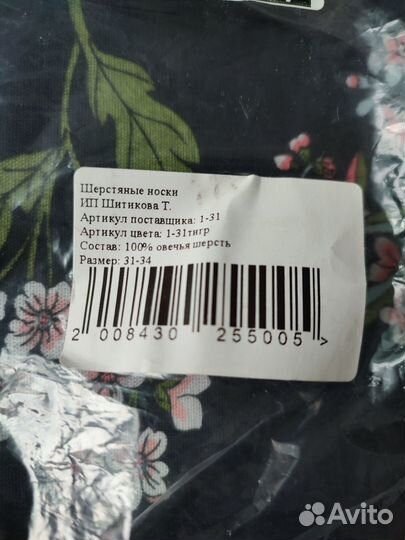 Шерстяные носки
ИП Шитикова Т.
Артикул поставщика: 1-31
Артикул цвета: 1-31тигр
Состав: 100% овечья шерсть
Размер: 31-34
2 008430 255005 >
Avito